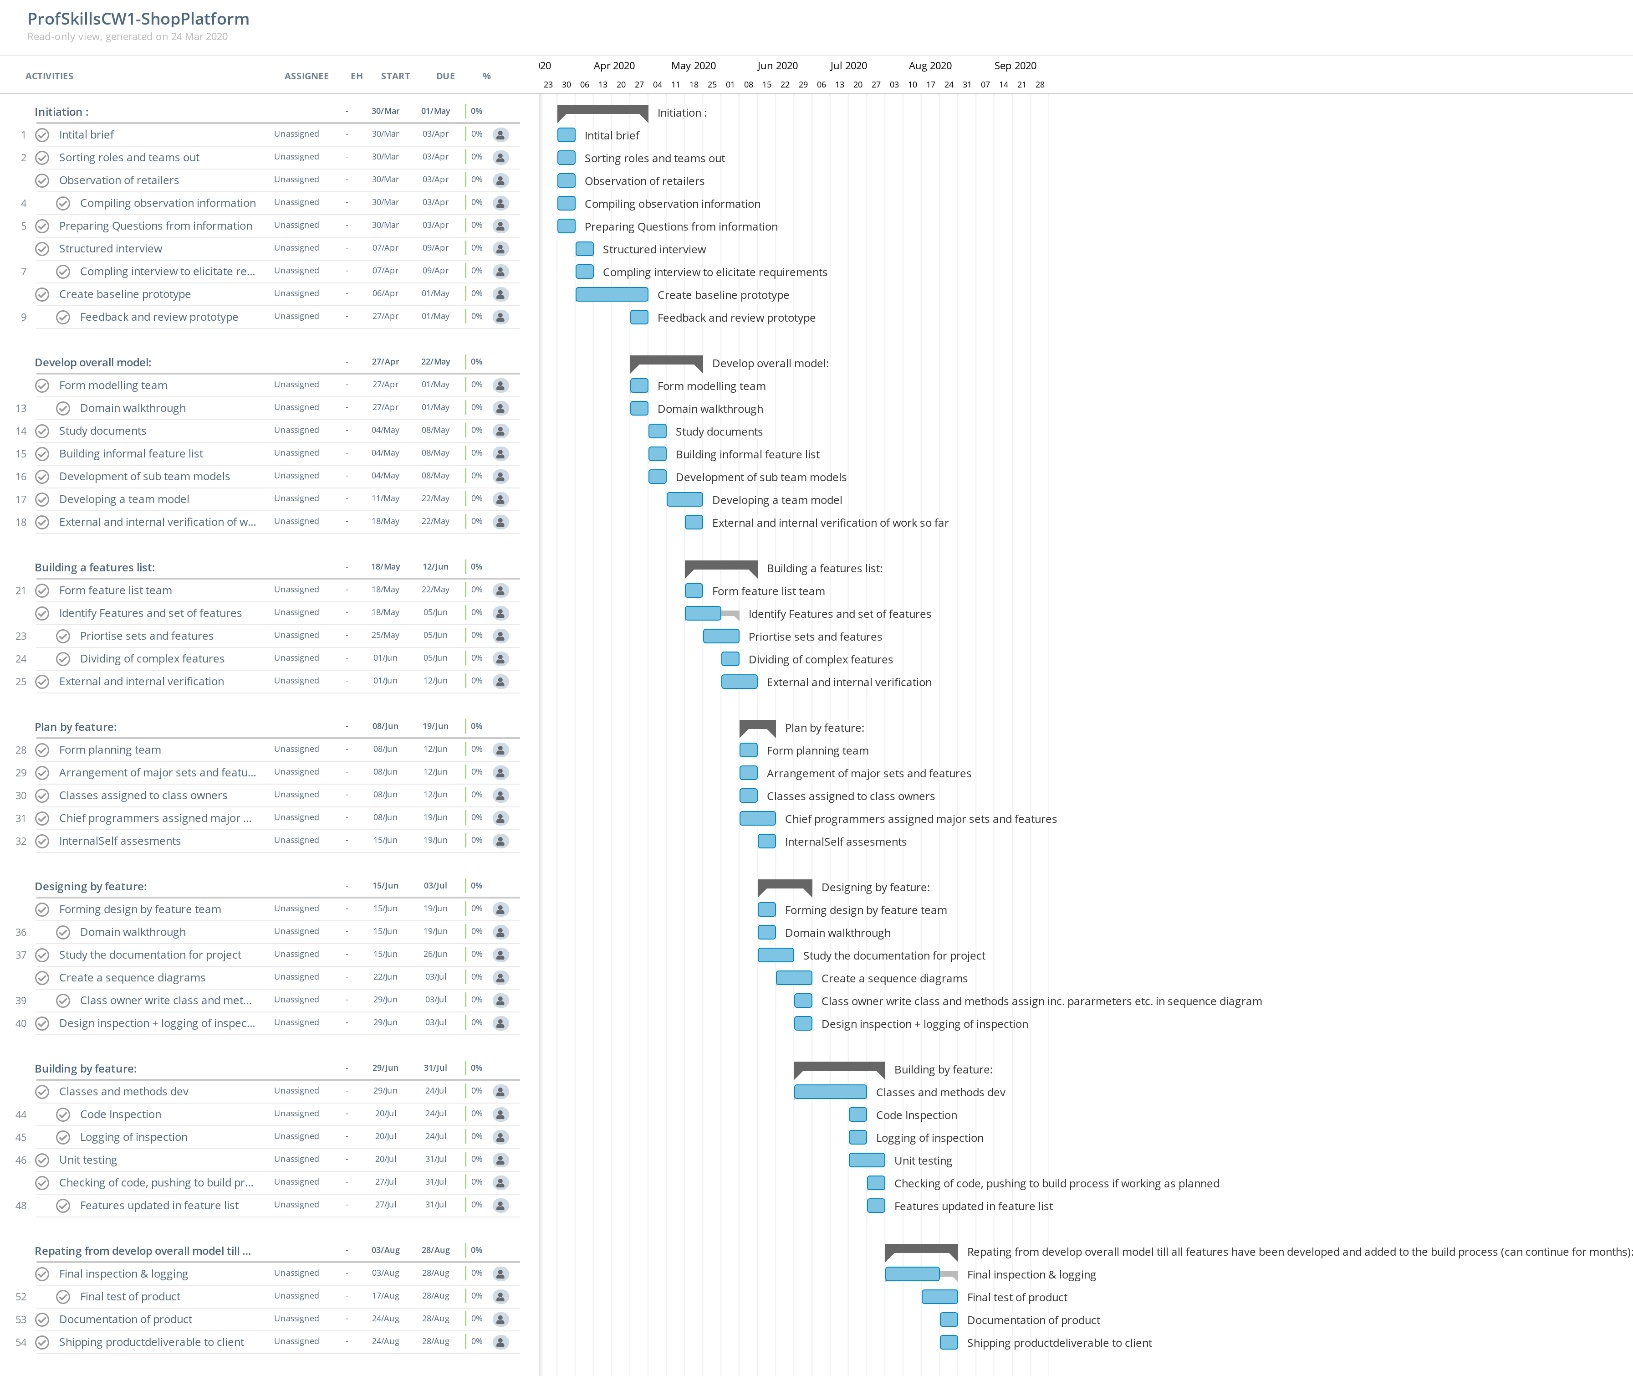 ProfSkillsCW1-ShopPlatform
Read-only view, generated on 24 Mar 2020
ACTIVITIES ASSIGNEE EH START DUE %
020 Apr 2020 May 2020 Jun 2020 Jul 2020 Aug 2020 Sep 2020
23 30 06 13 20 27 04 11 18 25 01 08 15 22 29 06 13 20 27 03 10 17 24 31 07 14 21 28
Initiation : - 30/Mar 01/May 0% Initiation :
1 Intital brief Unassigned - 30/Mar 03/Apr 0% Intital brief
2 Sorting roles and teams out Unassigned - 30/Mar 03/Apr 0% Sorting roles and teams out
Observation of retailers Unassigned - 30/Mar 03/Apr 0% Observation of retailers
4 Compiling observation information Unassigned - 30/Mar 03/Apr 0% Compiling observation information
5 Preparing Questions from information Unassigned - 30/Mar 03/Apr 0% Preparing Questions from information
Structured interview Unassigned - 07/Apr 09/Apr 0% Structured interview
7 Compling interview to elicitate re... Unassigned - 07/Apr 09/Apr 0% Compling interview to elicitate requirements
Create baseline prototype Unassigned - 06/Apr 01/May 0% Create baseline prototype
9 Feedback and review prototype Unassigned - 27/Apr 01/May 0% Feedback and review prototype
Develop overall model: - 27/Apr 22/May 0% Develop overall model:
Form modelling team Unassigned - 27/Apr 01/May 0% Form modelling team
13 Domain walkthrough Unassigned - 27/Apr 01/May 0% Domain walkthrough
14 Study documents Unassigned - 04/May 08/May 0% Study documents
15 Building informal feature list Unassigned - 04/May 08/May 0% Building informal feature list
16 Development of sub team models Unassigned - 04/May 08/May 0% Development of sub team models
17 Developing a team model Unassigned - 11/May 22/May 0% Developing a team model
18 External and internal verification of w... Unassigned - 18/May 22/May 0% External and internal verification of work so far
Building a features list: - 18/May 12/Jun 0% Building a features list:
21 Form feature list team Unassigned - 18/May 22/May 0% Form feature list team
Identify Features and set of features Unassigned - 18/May 05/Jun 0% Identify Features and set of features
23 Priortise sets and features Unassigned - 25/May 05/Jun 0% Priortise sets and features
24 Dividing of complex features Unassigned - 01/Jun 05/Jun 0% Dividing of complex features
25 External and internal verification Unassigned - 01/Jun 12/Jun 0% External and internal verification
Plan by feature: - 08/Jun 19/Jun 0% Plan by feature:
28 Form planning team Unassigned - 08/Jun 12/Jun 0% Form planning team
29 Arrangement of major sets and featu... Unassigned - 08/Jun 12/Jun 0% Arrangement of major sets and features
30 Classes assigned to class owners Unassigned - 08/Jun 12/Jun 0% Classes assigned to class owners
31 Chief programmers assigned major ... Unassigned - 08/Jun 19/Jun 0% Chief programmers assigned major sets and features
32 InternalSelf assesments Unassigned - 15/Jun 19/Jun 0% InternalSelf assesments
Designing by feature: - 15/Jun 03/Jul 0% Designing by feature:
Forming design by feature team Unassigned - 15/Jun 19/Jun 0% Forming design by feature team
36 Domain walkthrough Unassigned - 15/Jun 19/Jun 0% Domain walkthrough
37 Study the documentation for project Unassigned - 15/Jun 26/Jun 0% Study the documentation for project
Create a sequence diagrams Unassigned - 22/Jun 03/Jul 0% Create a sequence diagrams
39 Class owner write class and met... Unassigned - 29/Jun 03/Jul 0% Class owner write class and methods assign inc. pararmeters etc. in sequence diagram
40 Design inspection + logging of inspec... Unassigned - 29/Jun 03/Jul 0% Design inspection + logging of inspection
Building by feature: - 29/Jun 31/Jul 0% Building by feature:
Classes and methods dev Unassigned - 29/Jun 24/Jul 0% Classes and methods dev
44 Code Inspection Unassigned - 20/Jul 24/Jul 0% Code Inspection
45 Logging of inspection Unassigned - 20/Jul 24/Jul 0% Logging of inspection
46 Unit testing Unassigned - 20/Jul 31/Jul 0% Unit testing
Checking of code, pushing to build pr... Unassigned - 27/Jul 31/Jul 0% Checking of code, pushing to build process if working as planned
48 Features updated in feature list Unassigned - 27/Jul 31/Jul 0% Features updated in feature list
Repating from develop overall model till ... - 03/Aug 28/Aug 0% Repating from develop overall model till all features have been developed and added to the build process (can continue for months):
Final inspection & logging Unassigned - 03/Aug 28/Aug 0% Final inspection & logging
52 Final test of product Unassigned - 17/Aug 28/Aug 0% Final test of product
53 Documentation of product Unassigned - 24/Aug 28/Aug 0% Documentation of product
54 Shipping productdeliverable to client Unassigned - 24/Aug 28/Aug 0% Shipping productdeliverable to client